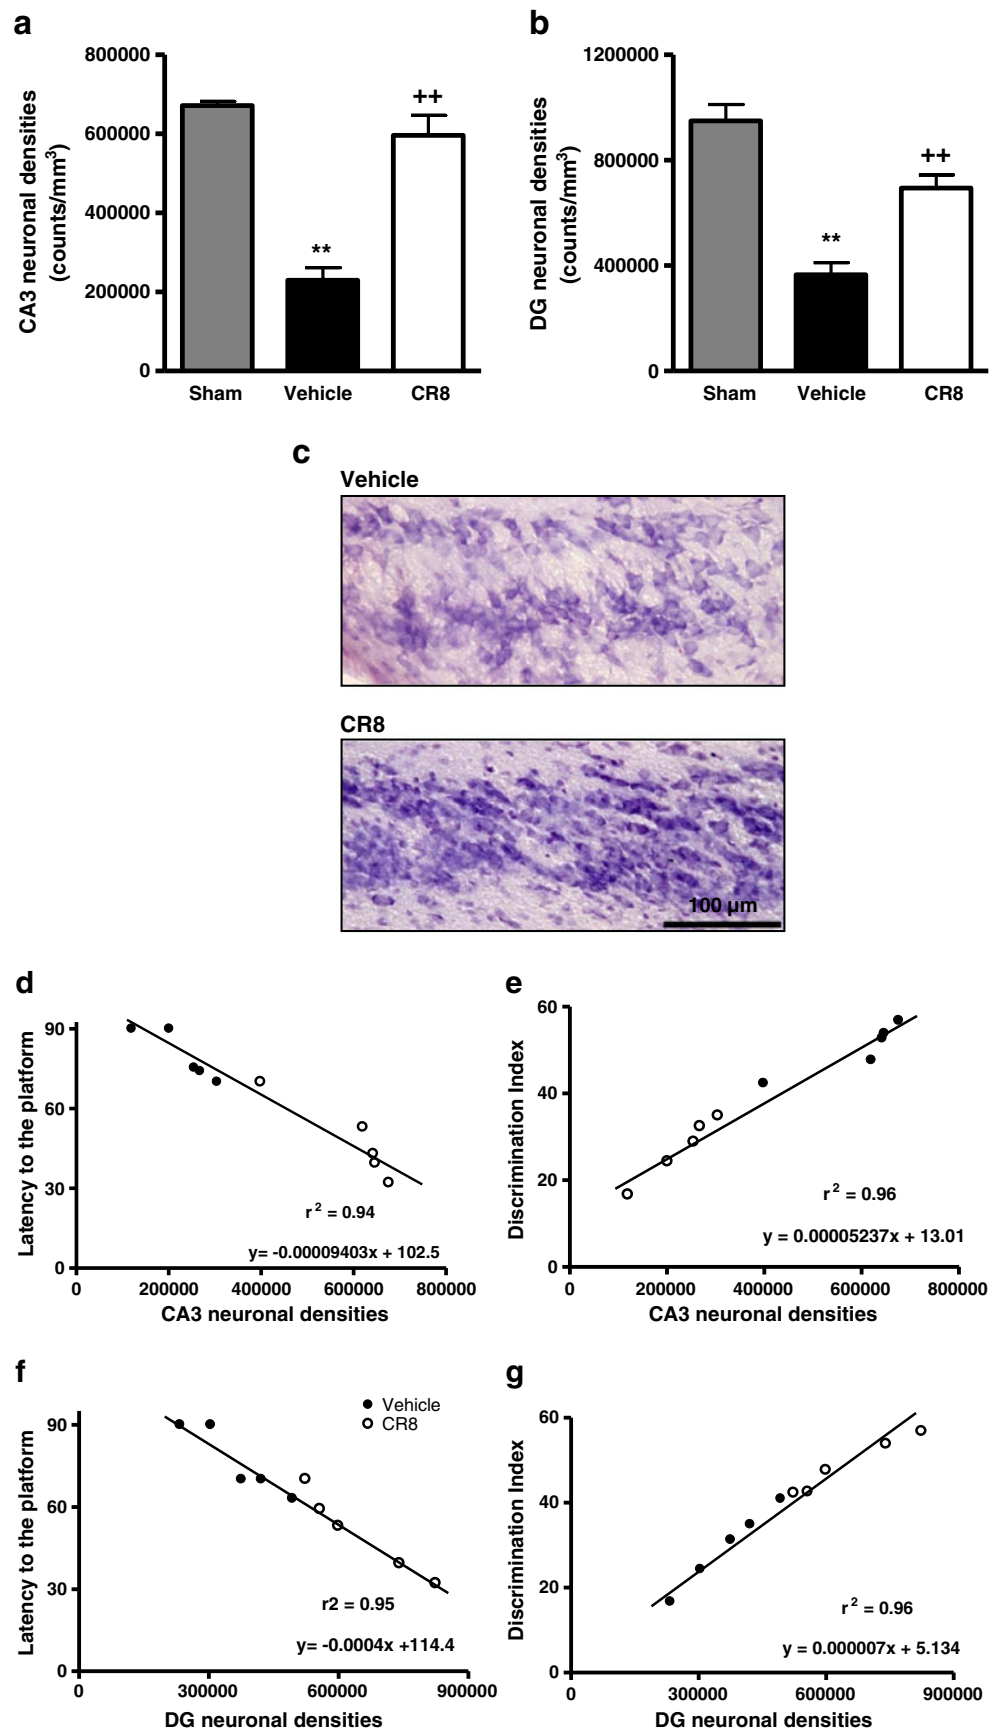 a
CA3 neuronal densities
(counts/mm3)
800000
600000
400000
200000
0
**
++
Sham
Vehicle
CR8
b
DG neuronal densities
(counts/mm3)
1200000
800000
400000
0
**
++
Sham
Vehicle
CR8
c
Vehicle
CR8
100 µm
d
Latency to the platform
90
60
30
0
r 2 = 0.94
y= -0.00009403x + 102.5
0 200000 400000 600000 800000
CA3 neuronal densities
e
Discrimination Index
60
40
20
0
r 2 = 0.96
y = 0.00005237x + 13.01
0 200000 400000 600000 800000
CA3 neuronal densities
f
Latency to the platform
90
60
30
0
Vehicle
CR8
r2 = 0.95
y= -0.0004x +114.4
0 300000 600000 900000
DG neuronal densities
g
Discrimination Index
60
40
20
0
r 2 = 0.96
y = 0.000007x + 5.134
0 300000 600000 900000
DG neuronal densities